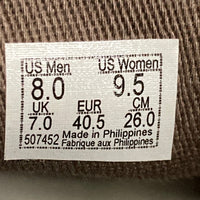 US Men US Women
8.0 9.5
UK EUR CM
7.0 40.5 26.0
507452 Made in Philippines
Fabrique aux Philippines